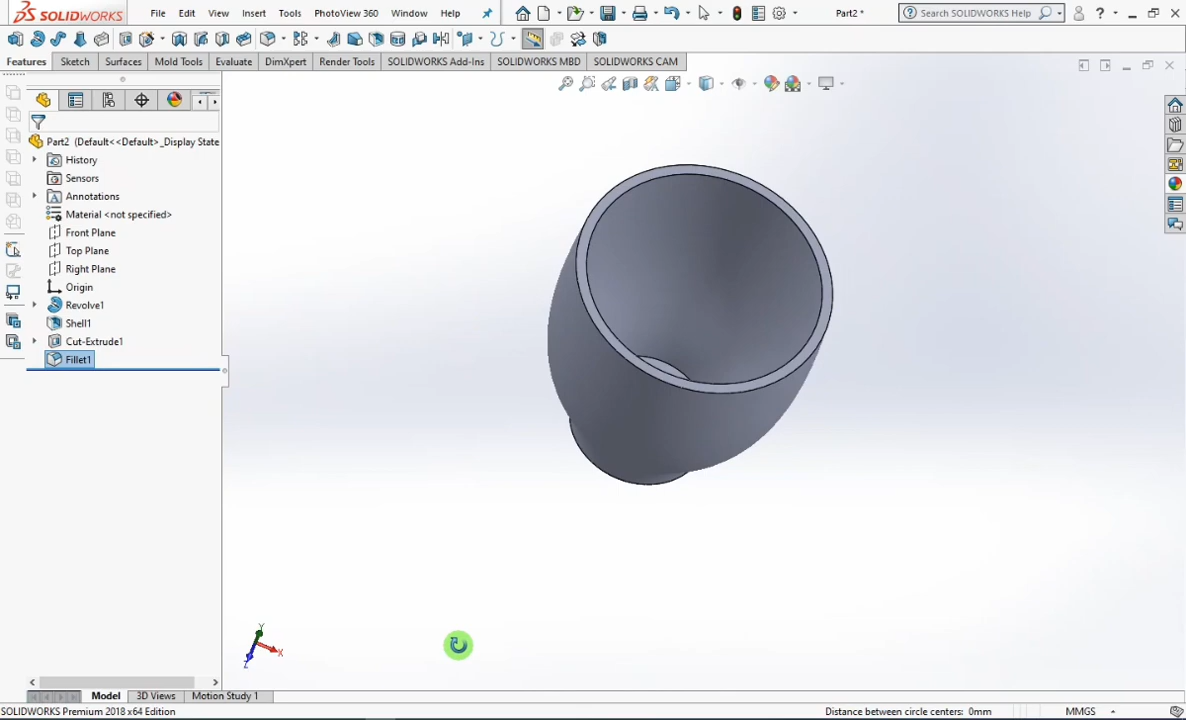 SOLIDWORKS File Edit View Insert Tools PhotoView 360 Window Help Part2 * Search SOLIDWORKS Help ?
Features Sketch Surfaces Mold Tools Evaluate DimXpert Render Tools SOLIDWORKS Add-Ins SOLIDWORKS MBD SOLIDWORKS CAM
Part2 (Default<<Default>_Display State
History
Sensors
Annotations
Material <not specified>
Front Plane
Top Plane
Right Plane
Origin
Revolve1
Shell1
Cut-Extrude1
Fillet1
Y
X
Z
Model 3D Views Motion Study 1
SOLIDWORKS Premium 2018 x64 Edition Distance between circle centers: 0mm MMGS